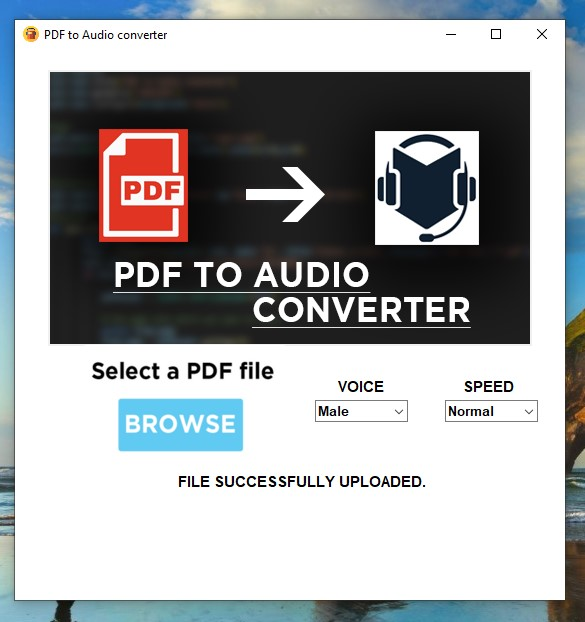 PDF to Audio converter
PDF
PDF TO AUDIO
CONVERTER
Select a PDF file
BROWSE
VOICE
Male
SPEED
Normal
FILE SUCCESSFULLY UPLOADED.